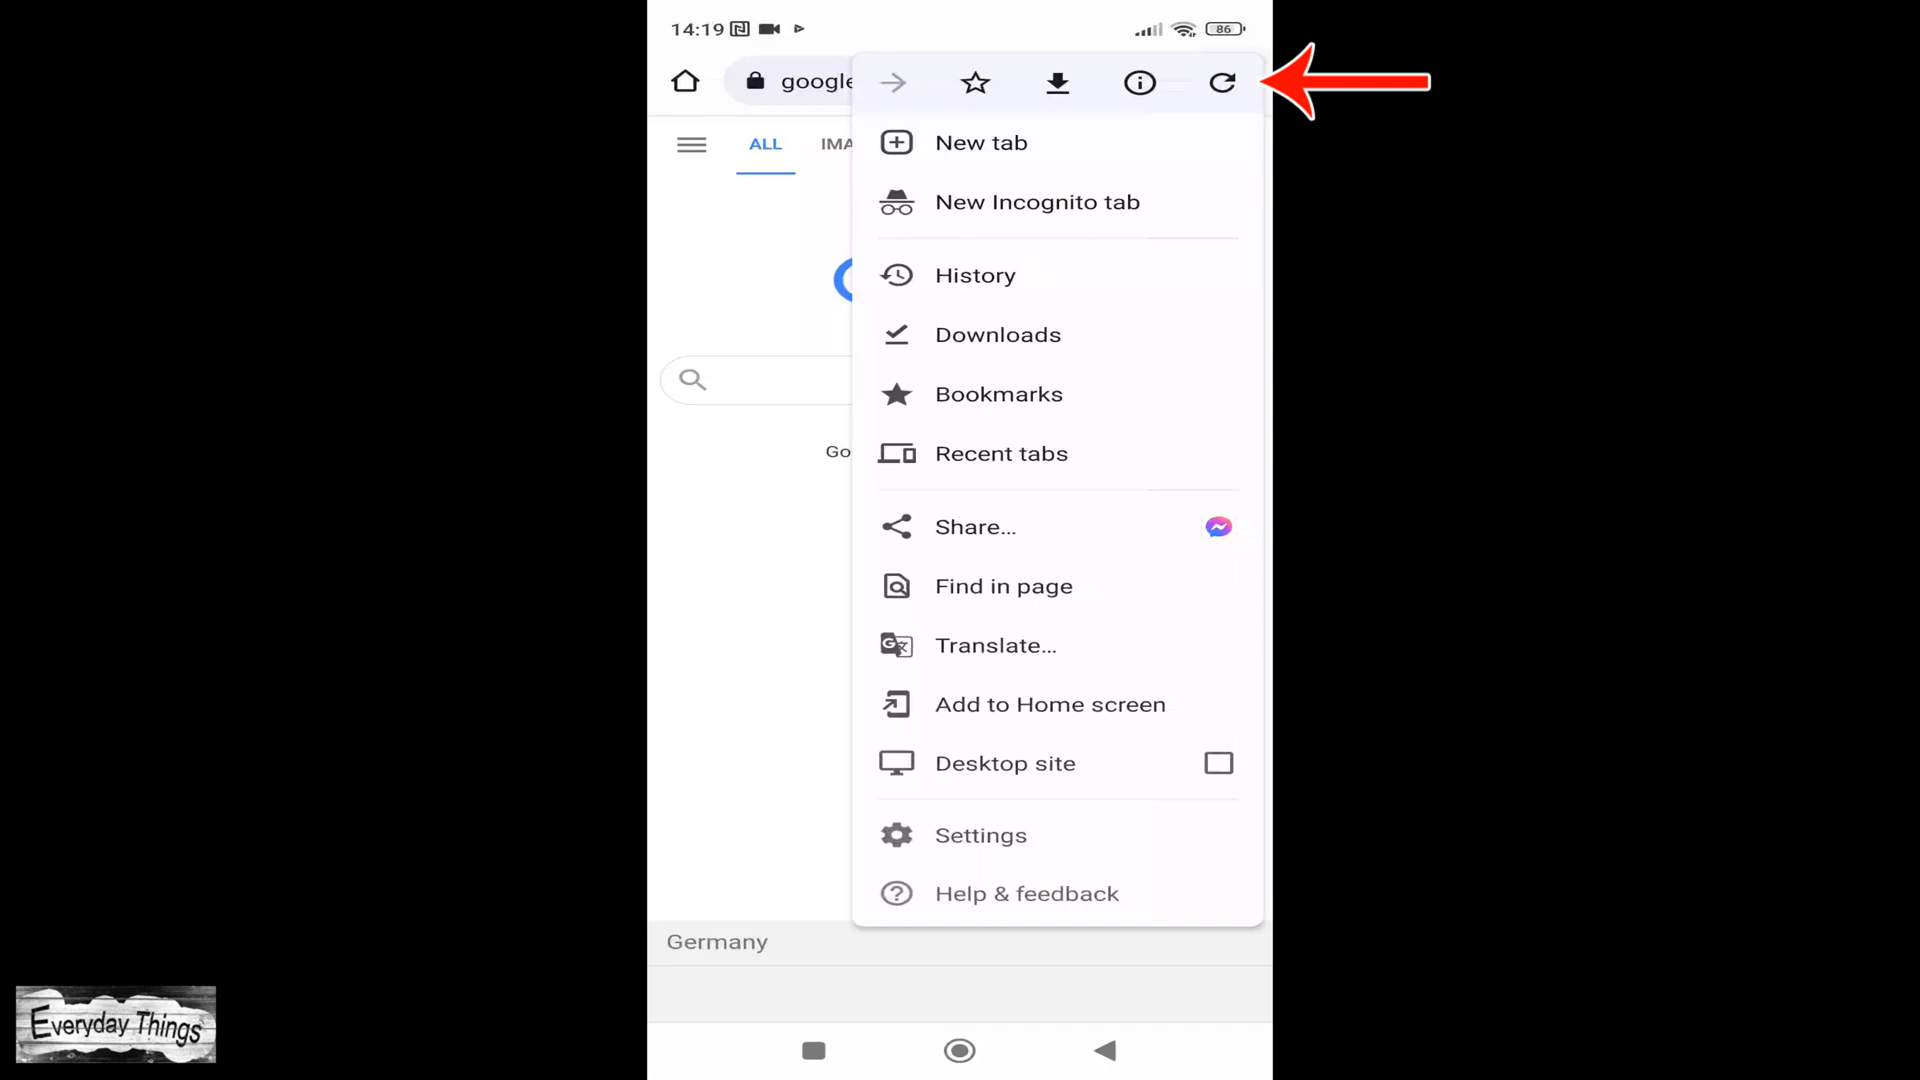 14:19
86
google
ALL IMA
New tab
New Incognito tab
History
Downloads
Bookmarks
Go
Recent tabs
Share...
Find in page
Translate...
Add to Home screen
Desktop site
Settings
Help & feedback
Germany
Everyday Things